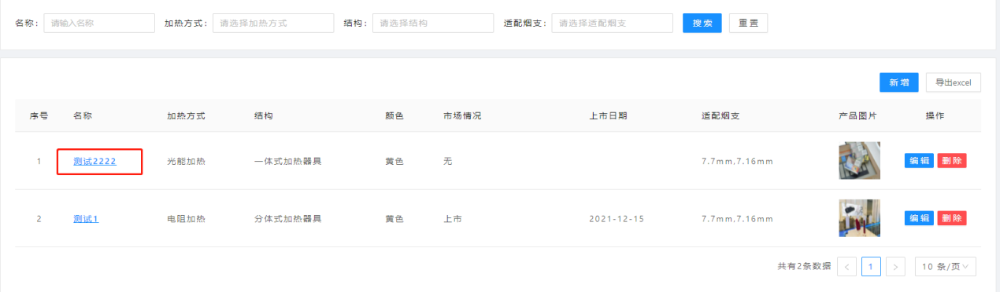 名称: 请输入名称 加热方式: 请选择加热方式 结构: 请选择结构 适配烟支: 请选择适配烟支 搜索 重置
新增 导出excel
序号 名称 加热方式 结构 颜色 市场情况 上市日期 适配烟支 产品图片 操作
1 测试2222 光能加热 一体式加热器具 黄色 无 7.7mm,7.16mm 编辑 删除
2 测试1 电阻加热 分体式加热器具 黄色 上市 2021-12-15 7.7mm,7.16mm 编辑 删除
共有2条数据 < 1 > 10 条/页